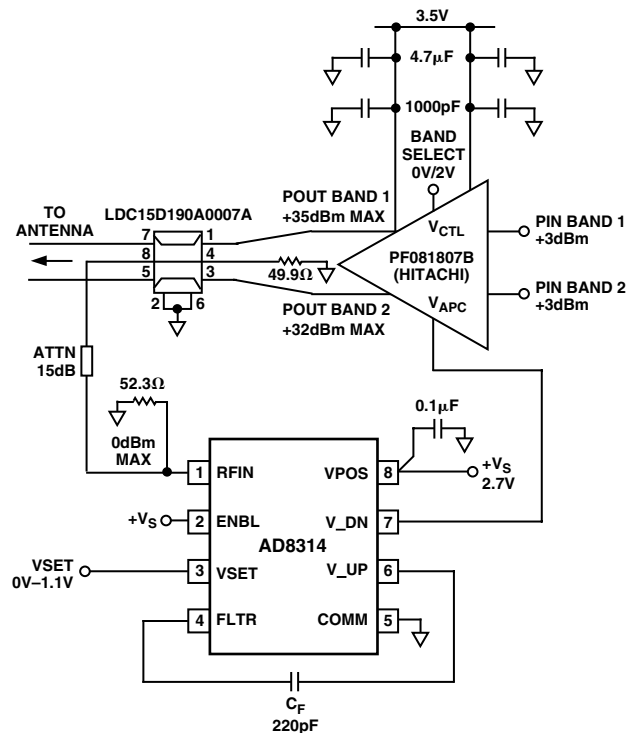 3.5V
4.7µF
1000pF
BAND
SELECT
0V/2V
LDC15D190A0007A
POUT BAND 1
+35dBm MAX
TO
ANTENNA
7
1
8
4
5
3
2
6
49.9Ω
VCTL
PF081807B
(HITACHI)
VAPC
PIN BAND 1
+3dBm
PIN BAND 2
+3dBm
POUT BAND 2
+32dBm MAX
ATTN
15dB
52.3Ω
0dBm
MAX
0.1µF
+VS
2.7V
1
RFIN
VPOS
8
+VS
2
ENBL
V_DN
7
AD8314
VSET
0V–1.1V
3
VSET
V_UP
6
4
FLTR
COMM
5
CF
220pF